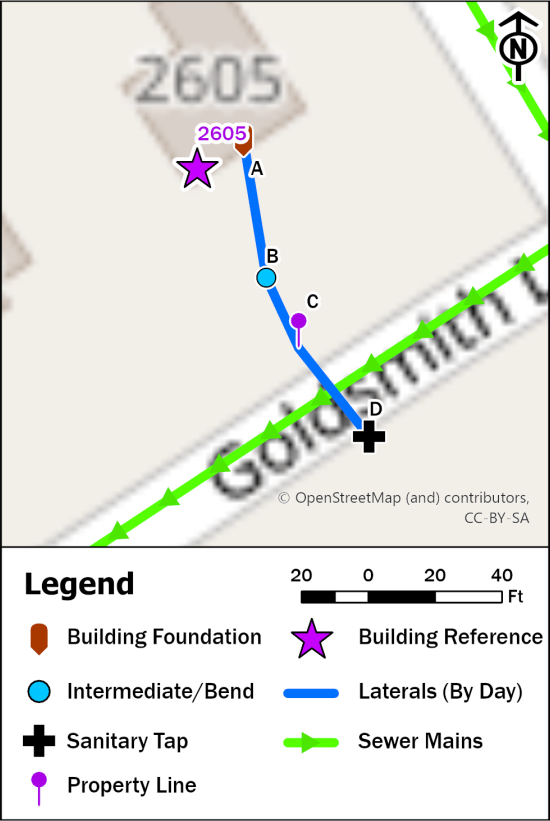 N
2605
2605
A
B
C
D
Goldsmith
© OpenStreetMap (and) contributors,
CC-BY-SA
Legend
20 0 20 40
Ft
Building Foundation
Building Reference
Intermediate/Bend
Laterals (By Day)
Sanitary Tap
Sewer Mains
Property Line